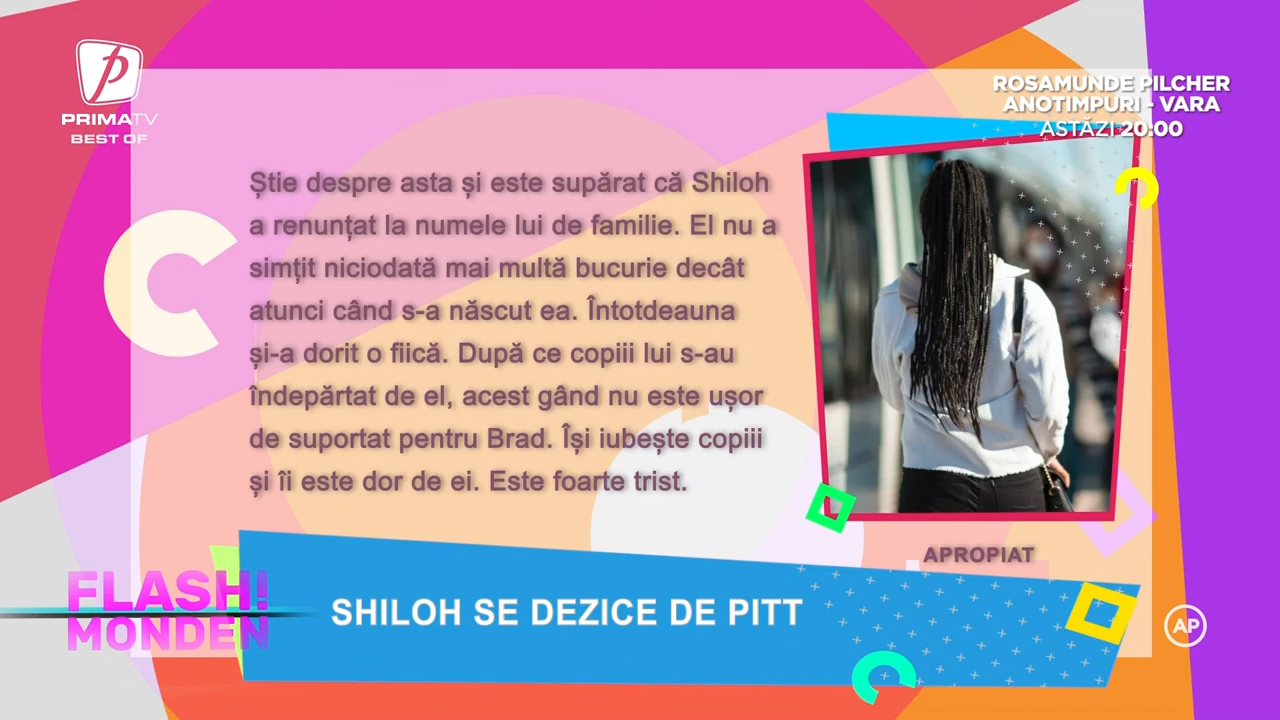 PRIMATV
BEST OF
ROSAMUNDE PILCHER
ANOTIMPURI - VARA
ASTĂZI 20:00
Știe despre asta și este supărat că Shiloh
a renunțat la numele lui de familie. El nu a
simțit niciodată mai multă bucurie decât
atunci când s-a născut ea. Întotdeauna
și-a dorit o fiică. După ce copiii lui s-au
îndepărtat de el, acest gând nu este ușor
de suportat pentru Brad. Își iubește copiii
și îi este dor de ei. Este foarte trist.
APROPIAT
FLASH!
MONDEN
SHILOH SE DEZICE DE PITT
AP